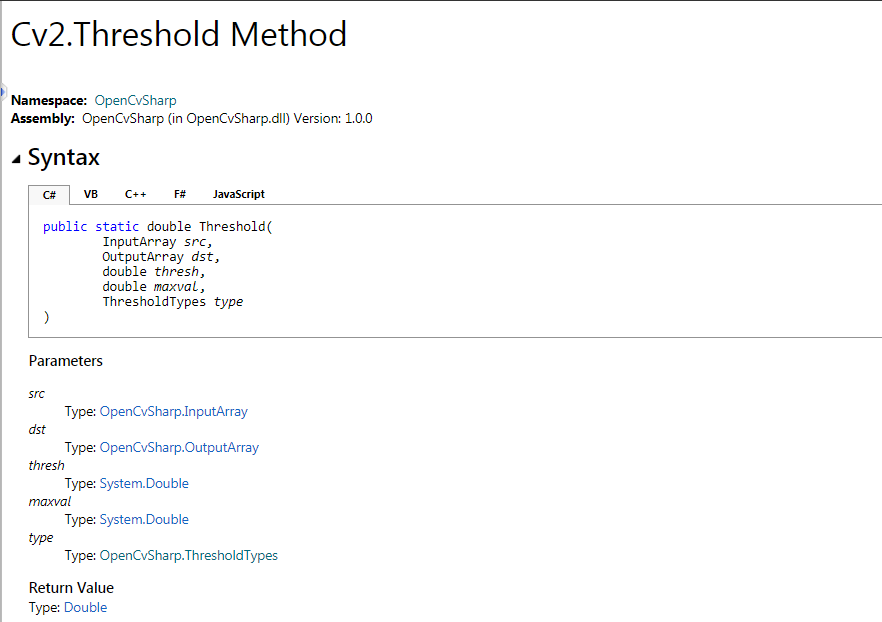 Cv2.Threshold Method
Namespace: OpenCvSharp
Assembly: OpenCvSharp (in OpenCvSharp.dll) Version: 1.0.0
Syntax
C# VB C++ F# JavaScript
public static double Threshold(
InputArray src,
OutputArray dst,
double thresh,
double maxval,
ThresholdTypes type
)
Parameters
src
Type: OpenCvSharp.InputArray
dst
Type: OpenCvSharp.OutputArray
thresh
Type: System.Double
maxval
Type: System.Double
type
Type: OpenCvSharp.ThresholdTypes
Return Value
Type: Double